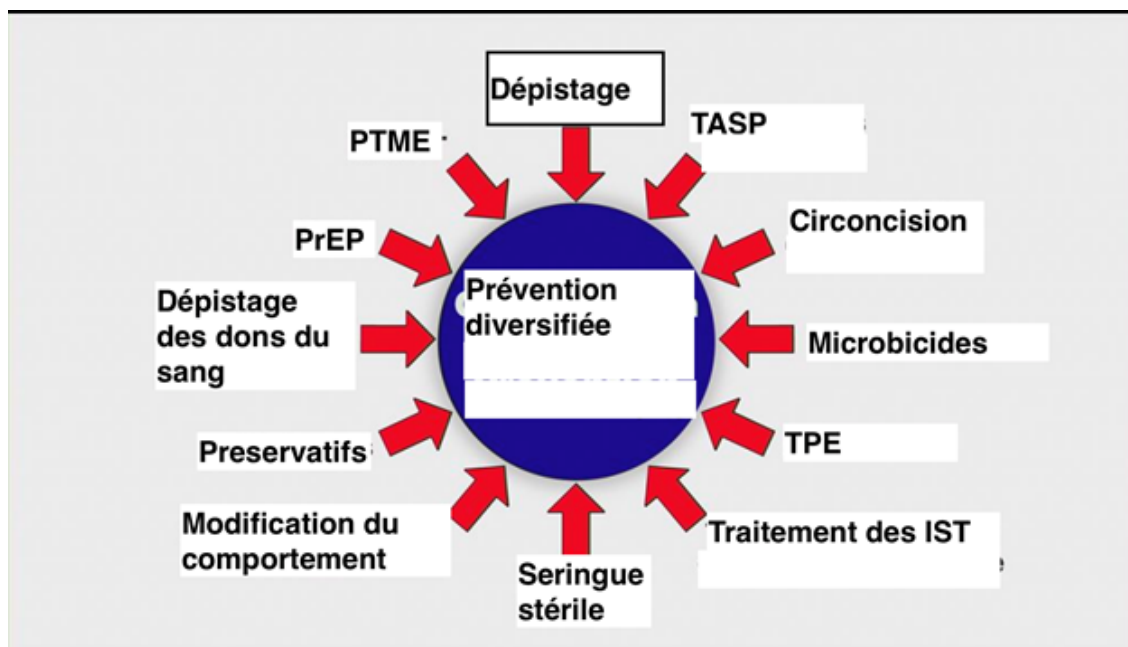 Dépistage
TASP
PTME
Circoncision
PrEP
Prévention
diversifiée
Dépistage
des dons du
sang
Microbicides
Preservatifs
TPE
Modification du
comportement
Traitement des IST
Seringue
stérile